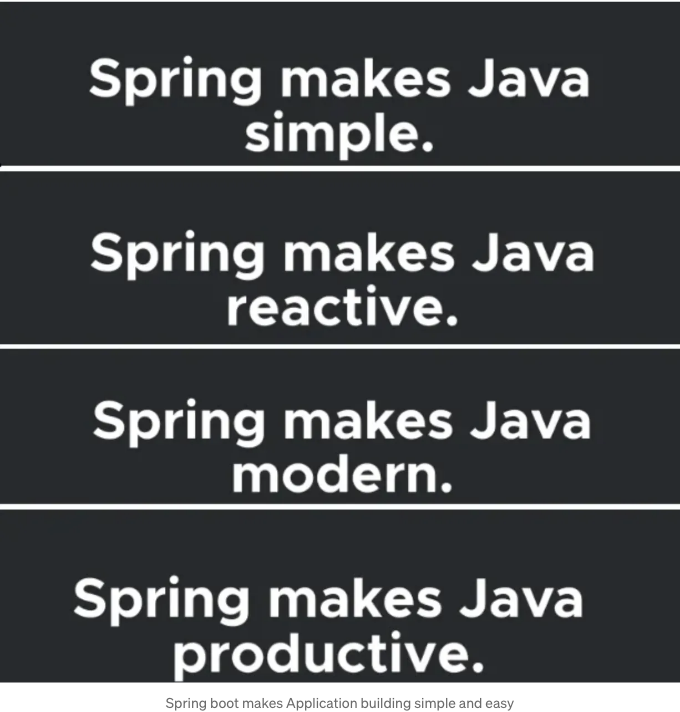 Spring makes Java
simple.
Spring makes Java
reactive.
Spring makes Java
modern.
Spring makes Java
productive.
Spring boot makes Application building simple and easy